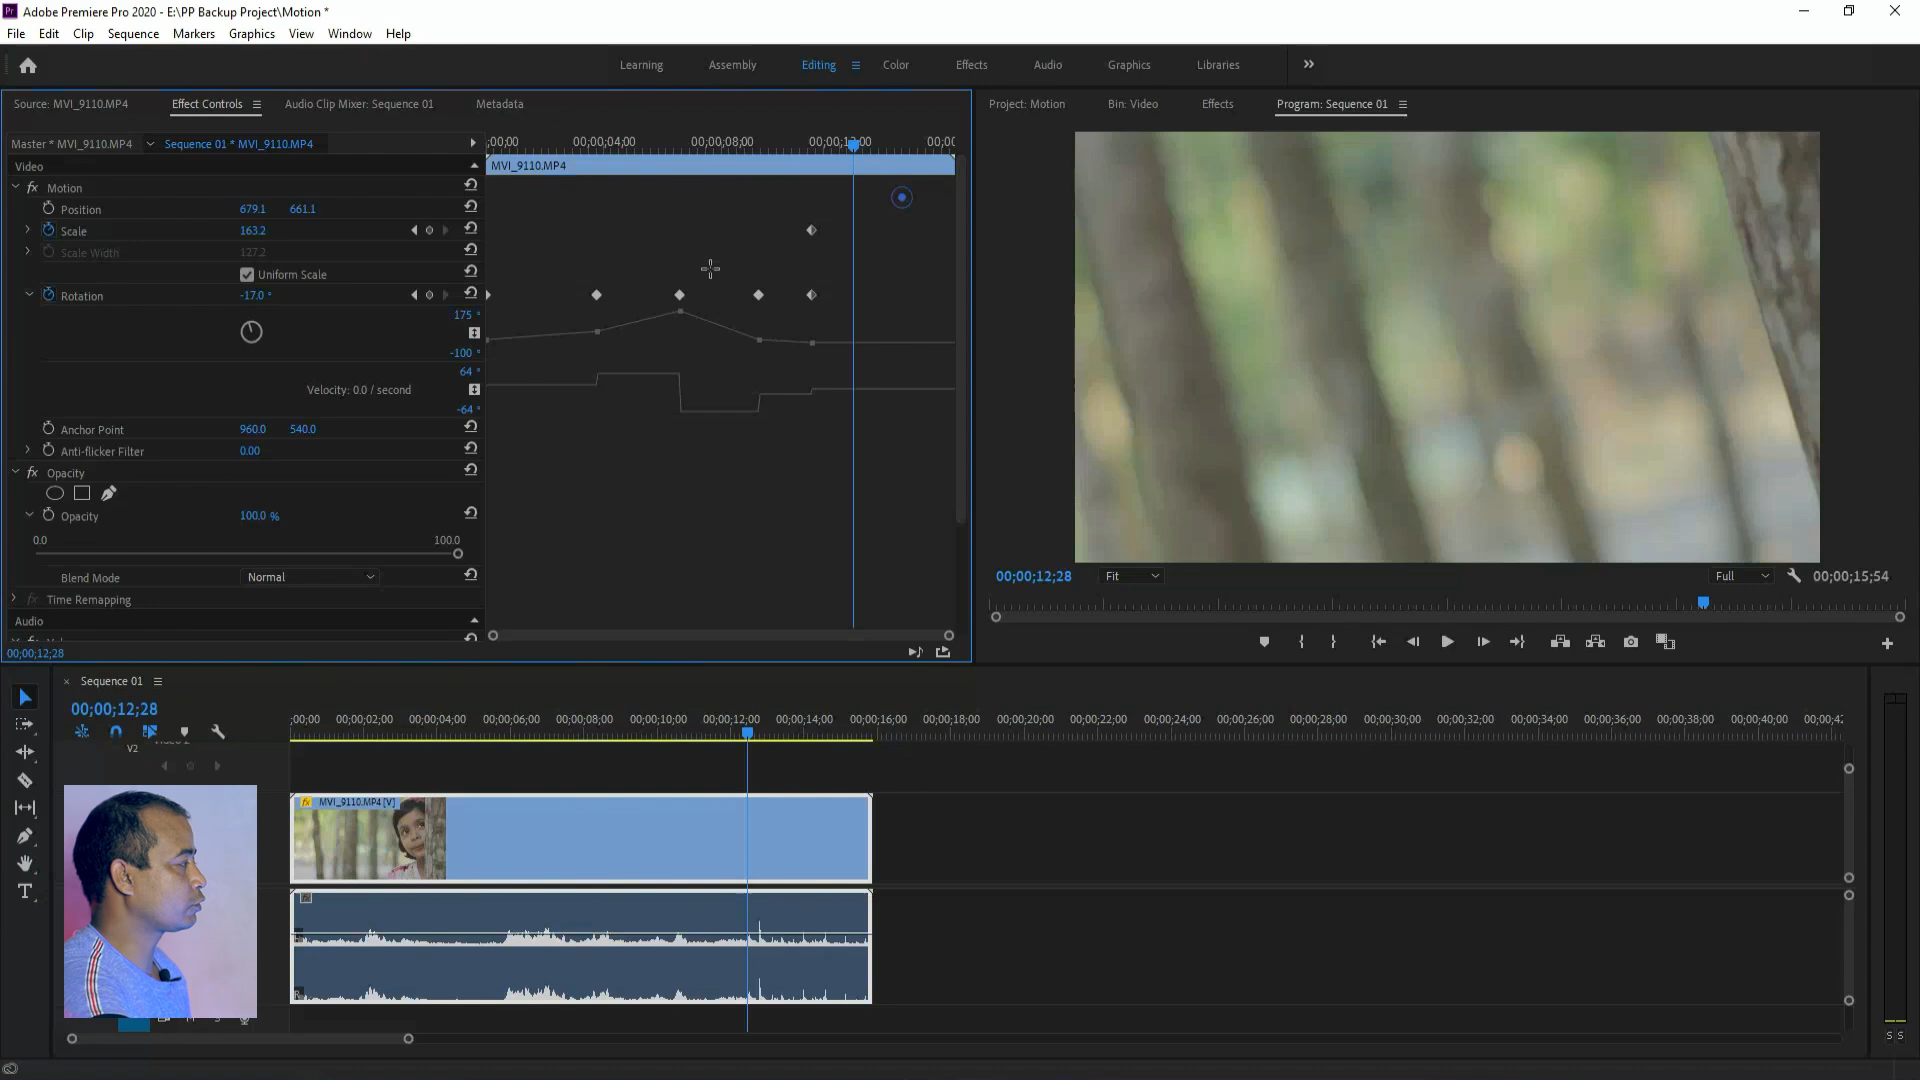 Adobe Premiere Pro 2020 - E:\PP Backup Project\Motion *
File Edit Clip Sequence Markers Graphics View Window Help
Learning Assembly Editing Color Effects Audio Graphics Libraries
Source: MVI_9110.MP4 Effect Controls Audio Clip Mixer: Sequence 01 Metadata
Project: Motion Bin: Video Effects Program: Sequence 01
Master * MVI_9110.MP4 Sequence 01 * MVI_9110.MP4
;00;00 00;00;04;00 00;00;08;00
Video
MVI_9110.MP4
fx Motion
Position 679.1 661.1
Scale 163.2
Scale Width 127.2
Uniform Scale
Rotation -17.0 °
175 °
-100 °
64 °
Velocity: 0.0 / second
-64 °
Anchor Point 960.0 540.0
Anti-flicker Filter 0.00
fx Opacity
Opacity 100.0 %
0.0 100.0
Blend Mode Normal
fx Time Remapping
Audio
00;00;12;28
00;00;12;28 Fit Full 00;00;15;54
Sequence 01
00;00;12;28
;00;00 00;00;02;00 00;00;04;00 00;00;06;00 00;00;08;00 00;00;10;00 00;00;12;00 00;00;14;00 00;00;16;00 00;00;18;00 00;00;20;00 00;00;22;00 00;00;24;00 00;00;26;00 00;00;28;00 00;00;30;00 00;00;32;00 00;00;34;00 00;00;36;00 00;00;38;00 00;00;40;00 00;00;42
V2
fx MVI_9110.MP4 [V]
S S